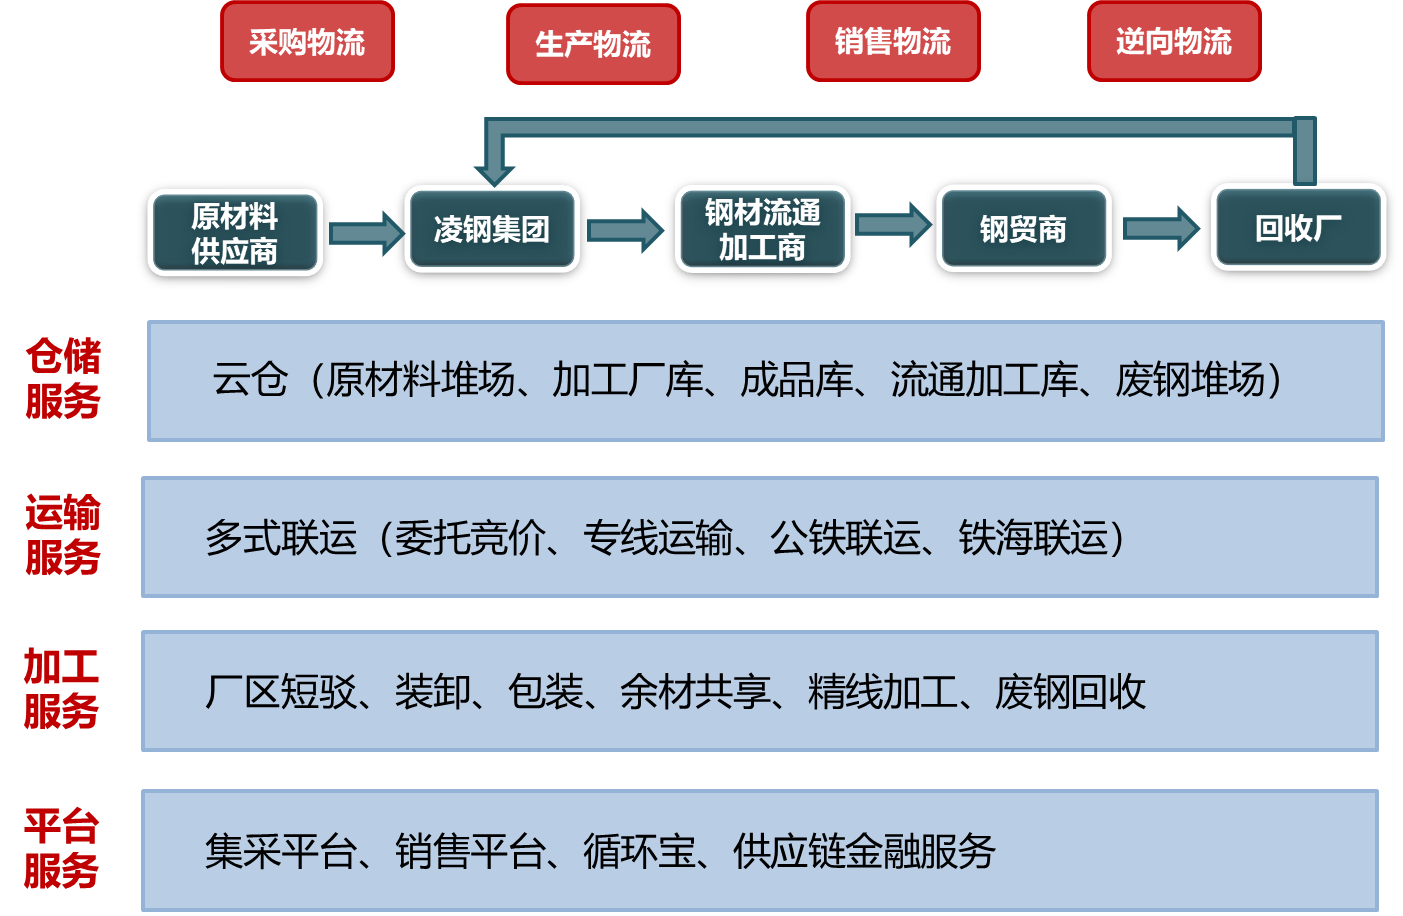 采购物流
生产物流
销售物流
逆向物流
原材料
供应商
凌钢集团
钢材流通
加工商
钢贸商
回收厂
仓储
服务
云仓（原材料堆场、加工厂库、成品库、流通加工库、废钢堆场）
运输
服务
多式联运（委托竞价、专线运输、公铁联运、铁海联运）
加工
服务
厂区短驳、装卸、包装、余材共享、精线加工、废钢回收
平台
服务
集采平台、销售平台、循环宝、供应链金融服务